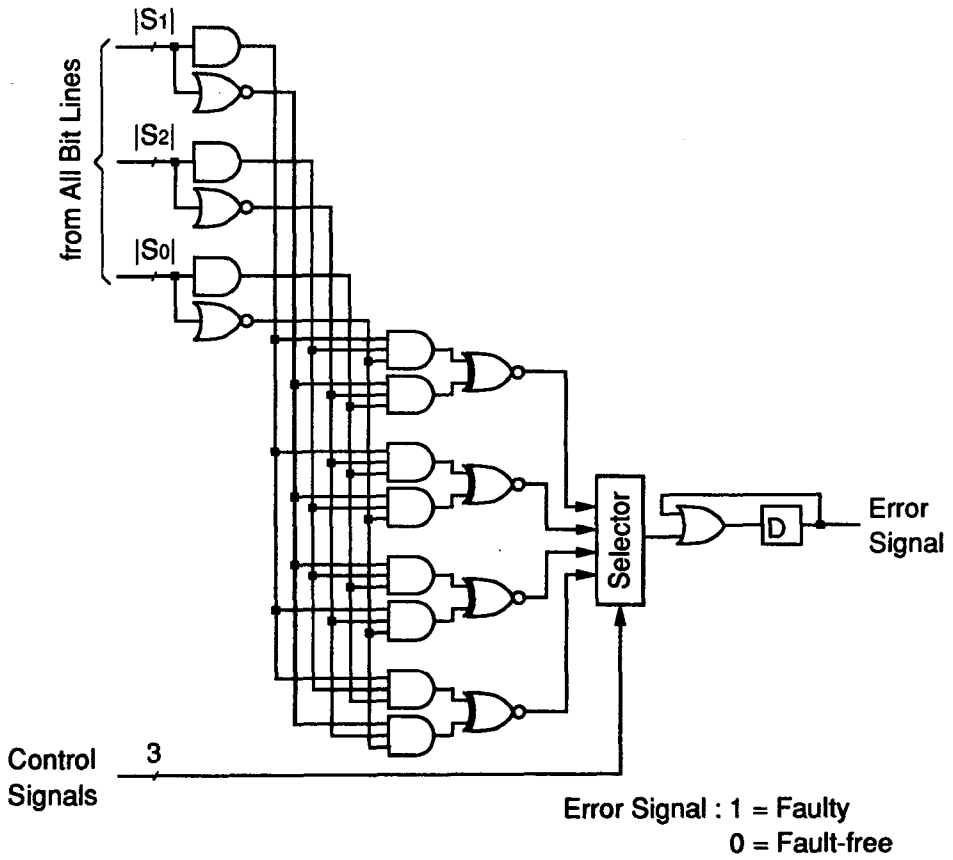 |S1|
|S2|
|S0|
from All Bit Lines
Selector
D
Error
Signal
Control
Signals
3
Error Signal : 1 = Faulty
0 = Fault-free